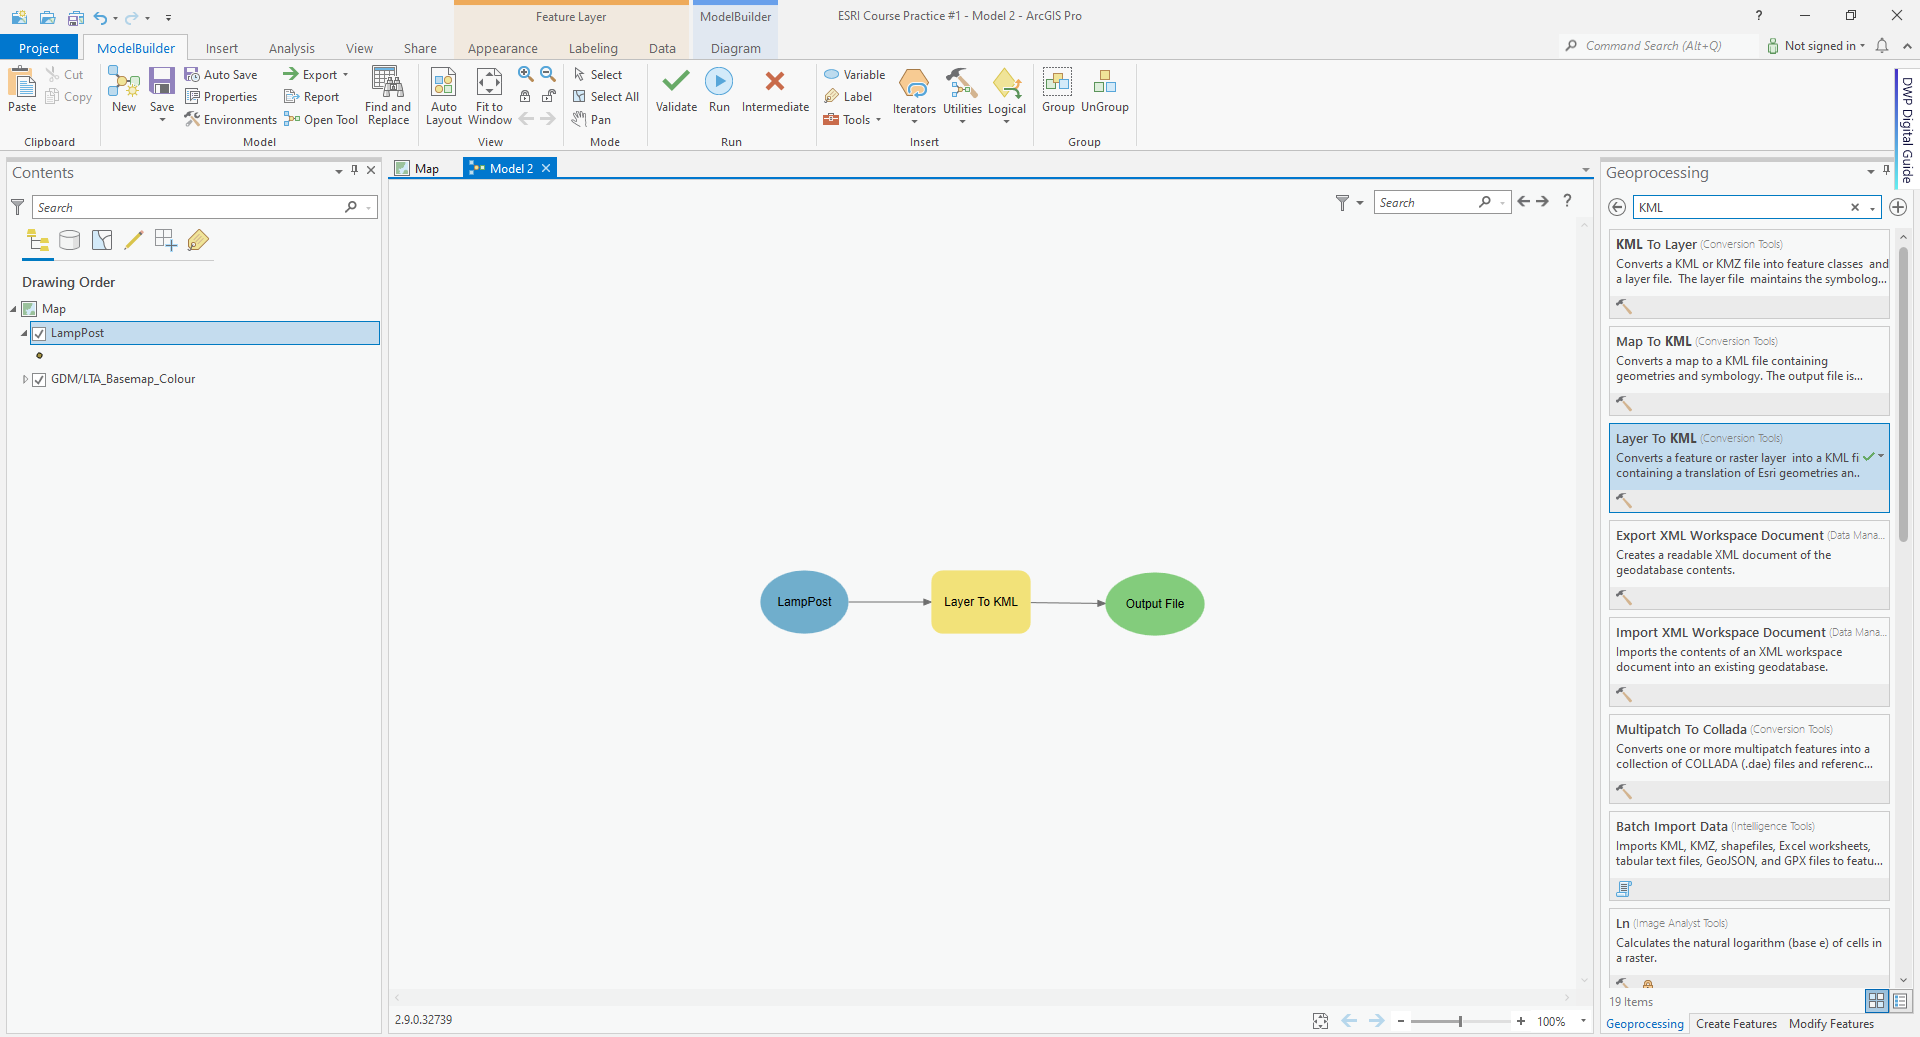 Feature Layer
ModelBuilder
ESRI Course Practice #1 - Model 2 - ArcGIS Pro
?
Project
ModelBuilder
Insert
Analysis
View
Share
Appearance
Labeling
Data
Diagram
Command Search (Alt+Q)
Not signed in
Paste
Cut
Copy
Clipboard
New
Save
Auto Save
Properties
Environments
Export
Report
Open Tool
Find and
Replace
Model
Auto
Layout
Fit to
Window
View
Select
Select All
Pan
Mode
Validate
Run
Intermediate
Run
Variable
Label
Tools
Iterators
Utilities
Logical
Insert
Group
UnGroup
Group
DWP Digital Guide
Contents
Search
Drawing Order
Map
LampPost
GDM/LTA_Basemap_Colour
Map
Model 2
Search
?
LampPost
Layer To KML
Output File
2.9.0.32739
100%
Geoprocessing
KML
KML To Layer (Conversion Tools)
Converts a KML or KMZ file into feature classes and
a layer file. The layer file maintains the symbolog...
Map To KML (Conversion Tools)
Converts a map to a KML file containing
geometries and symbology. The output file is...
Layer To KML (Conversion Tools)
Converts a feature or raster layer into a KML fi
containing a translation of Esri geometries an..
Export XML Workspace Document (Data Mana...
Creates a readable XML document of the
geodatabase contents.
Import XML Workspace Document (Data Mana...
Imports the contents of an XML workspace
document into an existing geodatabase.
Multipatch To Collada (Conversion Tools)
Converts one or more multipatch features into a
collection of COLLADA (.dae) files and referenc...
Batch Import Data (Intelligence Tools)
Imports KML, KMZ, shapefiles, Excel worksheets,
tabular text files, GeoJSON, and GPX files to featu...
Ln (Image Analyst Tools)
Calculates the natural logarithm (base e) of cells in
a raster.
19 Items
Geoprocessing
Create Features
Modify Features